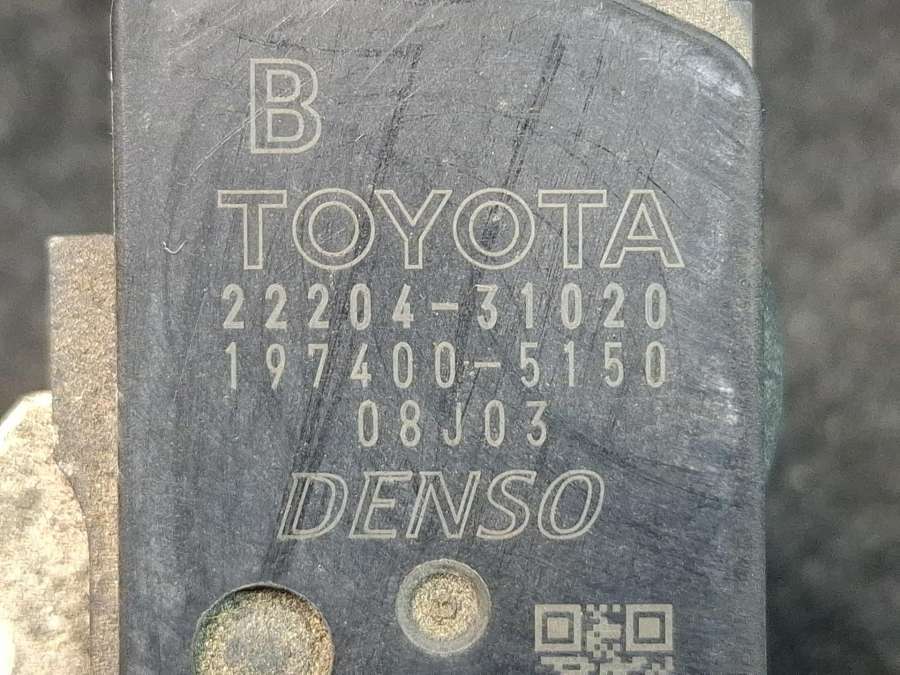 B
TOYOTA
22204-31020
197400-5150
08J03
DENSO